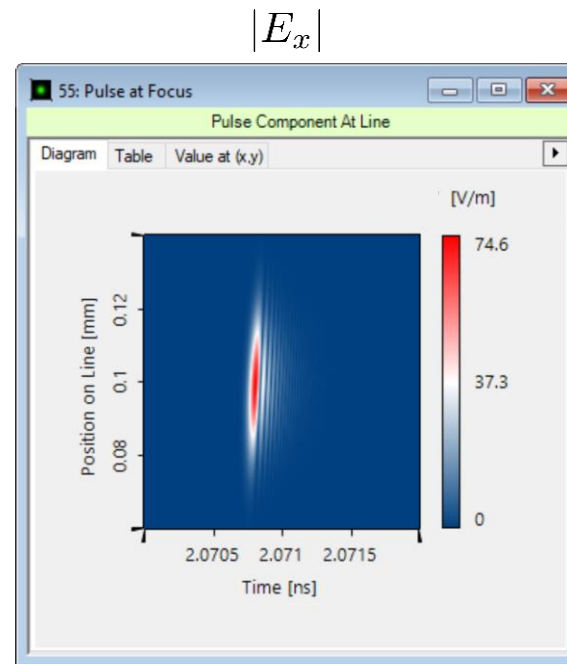 |E_x|
55: Pulse at Focus
Pulse Component At Line
Diagram Table Value at (x,y)
[V/m]
74.6
37.3
0
Position on Line [mm]
0.12
0.1
0.08
2.0705 2.071 2.0715
Time [ns]